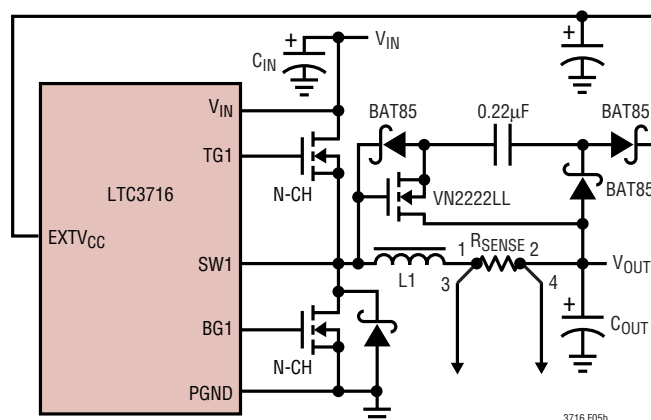 +
C_IN
V_IN
+
V_IN
TG1
N-CH
LTC3716
BAT85
0.22µF
BAT85
VN2222LL
BAT85
EXTV_CC
SW1
L1
1 R_SENSE 2
3
4
V_OUT
BG1
N-CH
+
C_OUT
PGND
3716 F05b